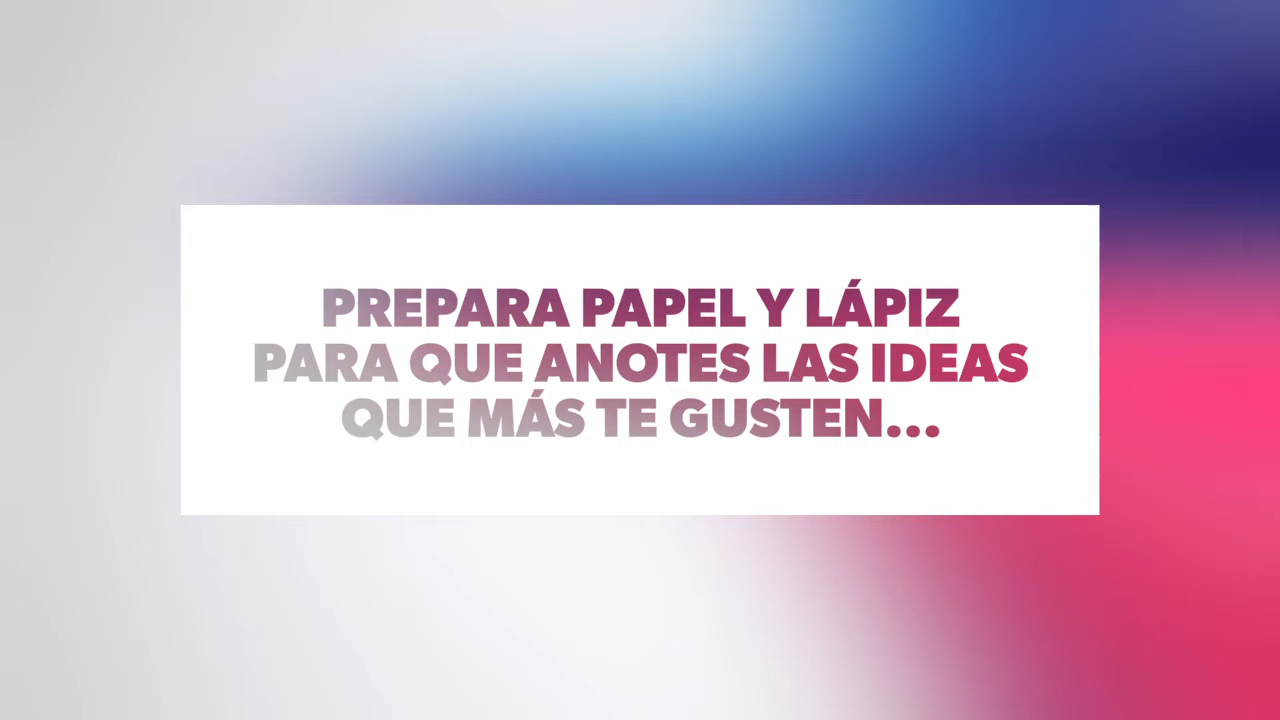 PREPARA PAPEL Y LÁPIZ
PARA QUE ANOTES LAS IDEAS
QUE MÁS TE GUSTEN...